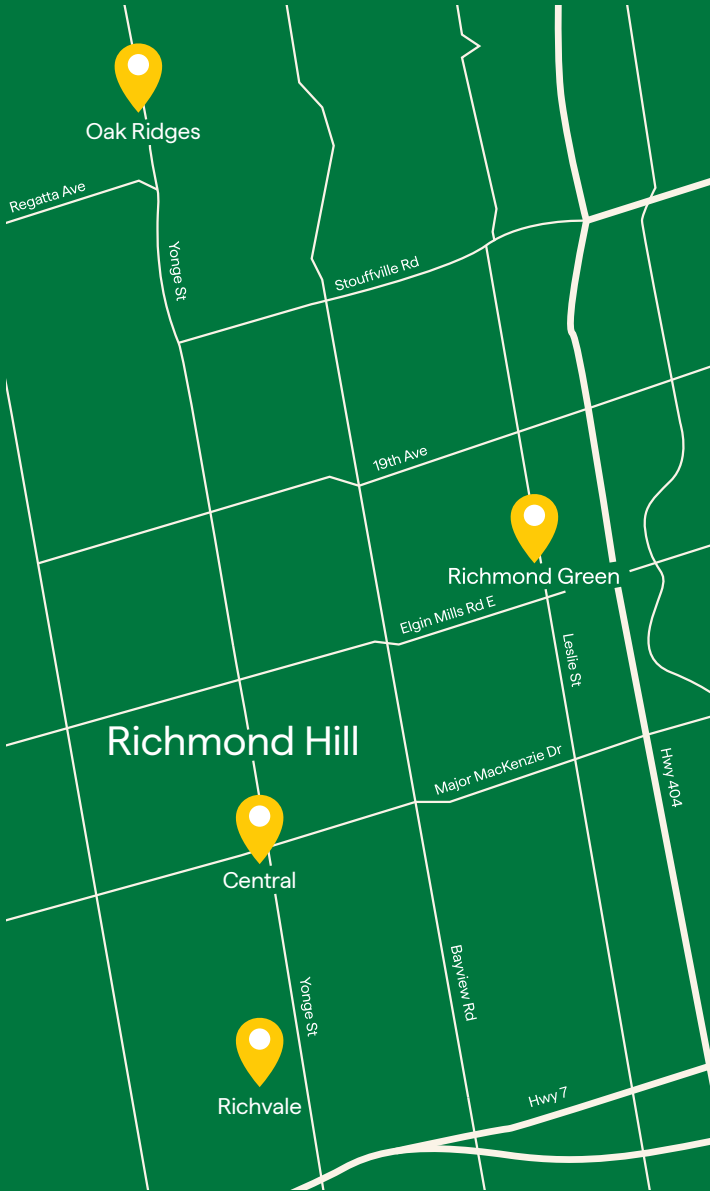 Oak Ridges
Regatta Ave
Yonge St
Stouffville Rd
19th Ave
Richmond Green
Elgin Mills Rd E
Leslie St
Richmond Hill
Major MacKenzie Dr
Hwy 404
Central
Bayview Rd
Yonge St
Richvale
Hwy 7